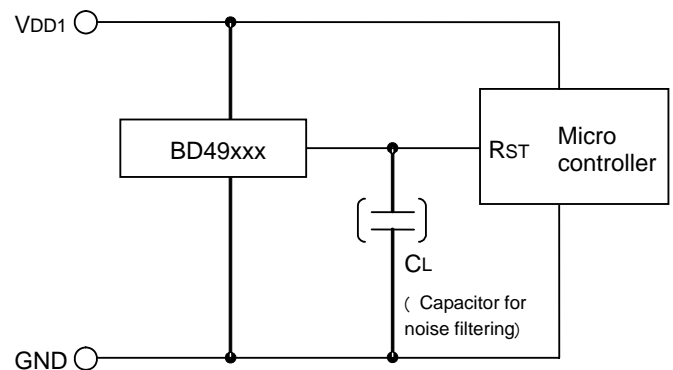 VDD1
BD49xxx
RST
Micro
controller
CL
( Capacitor for
noise filtering)
GND